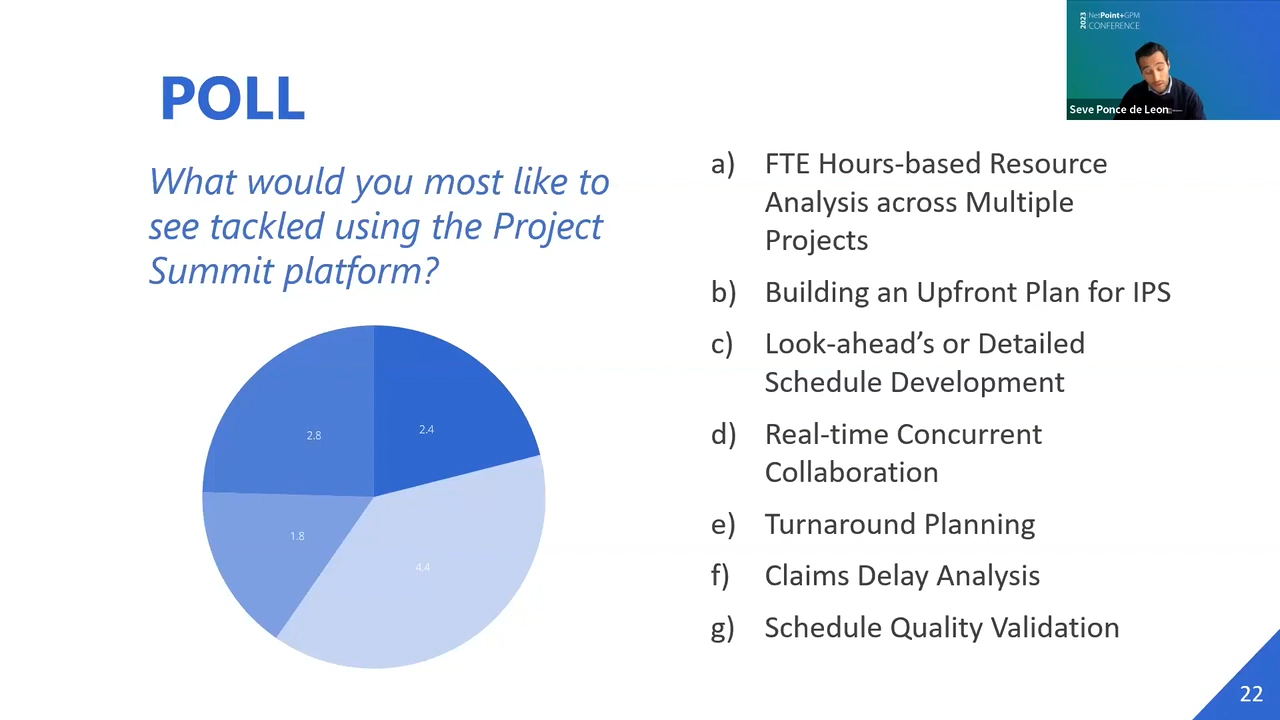 2023 NetPoint+GPM
CONFERENCE
Seve Ponce de Leon
POLL
What would you most like to
see tackled using the Project
Summit platform?
2.8
2.4
1.8
4.4
a) FTE Hours-based Resource
Analysis across Multiple
Projects
b) Building an Upfront Plan for IPS
c) Look-ahead’s or Detailed
Schedule Development
d) Real-time Concurrent
Collaboration
e) Turnaround Planning
f) Claims Delay Analysis
g) Schedule Quality Validation
22